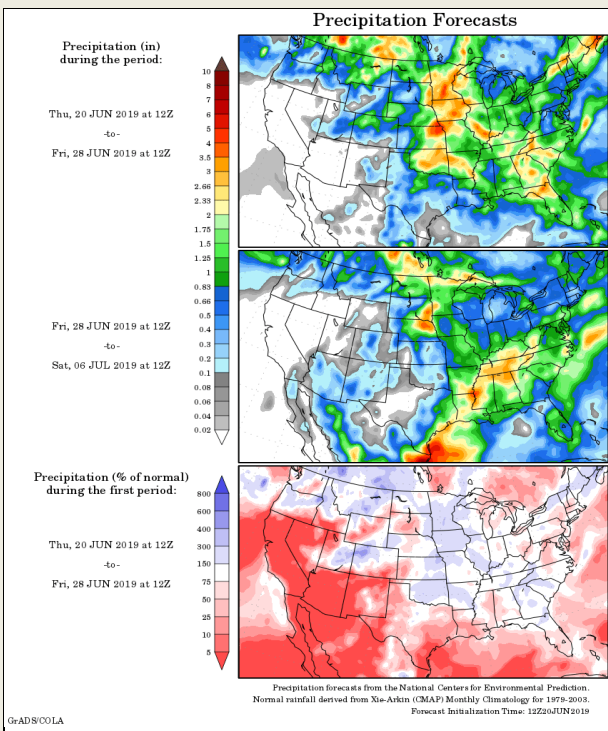 Precipitation Forecasts
Precipitation (in)
during the period:
Thu, 20 JUN 2019 at 12Z
-to-
Fri, 28 JUN 2019 at 12Z
10
8
7
6
5
4
3.5
3
2.66
2.33
2
1.75
1.5
1.25
1
0.83
0.66
0.5
0.4
0.3
0.2
0.1
0.08
0.06
0.04
0.02
Fri, 28 JUN 2019 at 12Z
-to-
Sat, 06 JUL 2019 at 12Z
Precipitation (% of normal)
during the first period:
Thu, 20 JUN 2019 at 12Z
-to-
Fri, 28 JUN 2019 at 12Z
800
600
400
300
150
75
50
25
10
5
Precipitation forecasts from the National Centers for Environmental Prediction.
Normal rainfall derived from Xie-Arkin (CMAP) Monthly Climatology for 1979-2003.
Forecast Initialization Time: 12Z20JUN2019
GrADS/COLA